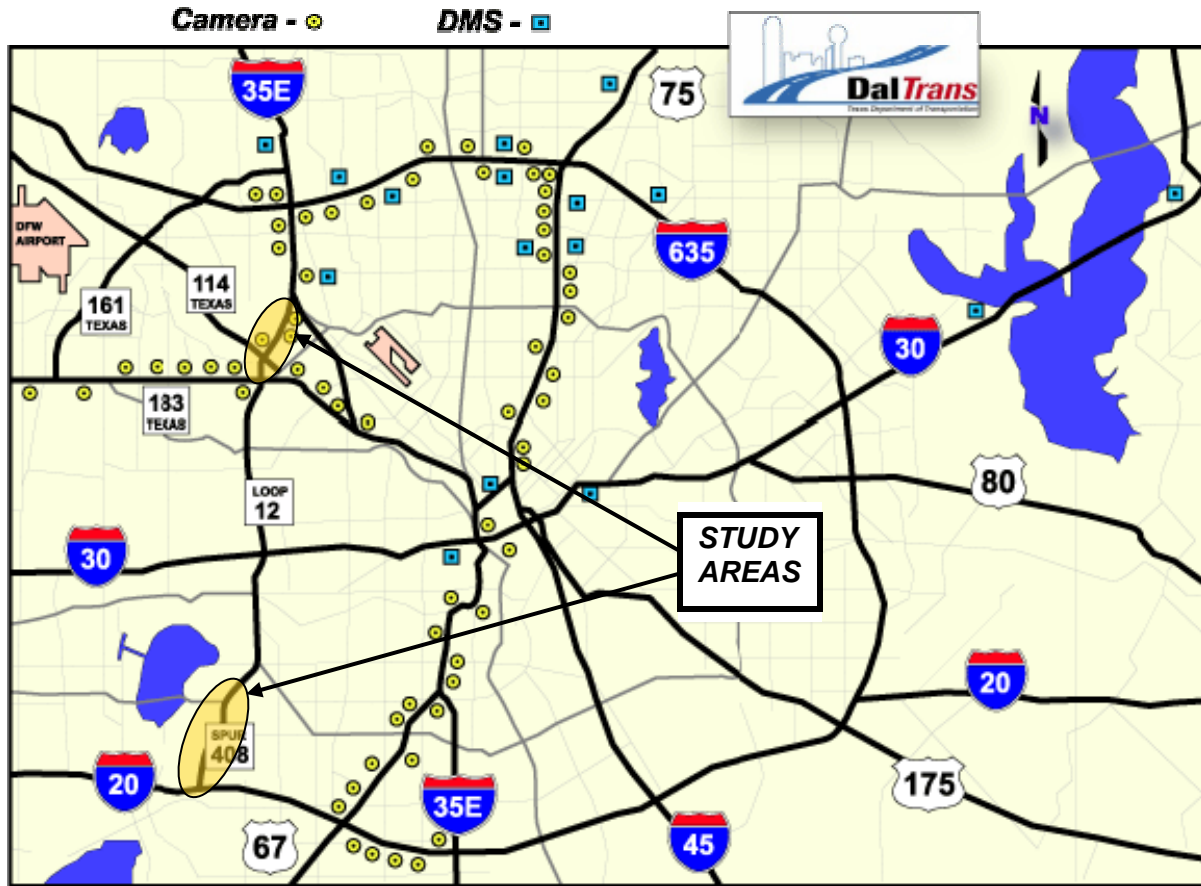 Camera -
DMS -
DalTrans
Texas Department of Transportation
N
35E
75
DFW
AIRPORT
114
TEXAS
161
TEXAS
635
30
183
TEXAS
LOOP
12
80
30
STUDY
AREAS
20
SPUR
408
20
35E
175
67
45